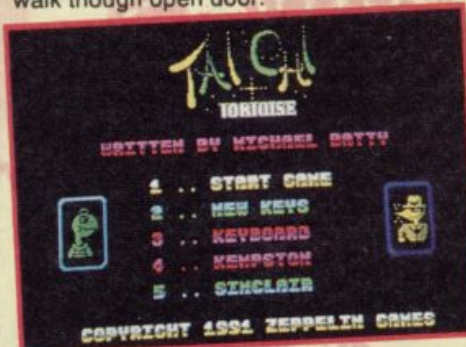 walk though open door.
TAI CHI
TORTOISE
WRITTEN BY MICHAEL BATTY
1 .. START GAME
2 .. NEW KEYS
3 .. KEYBOARD
4 .. KEMPSTON
5 .. SINCLAIR
COPYRIGHT 1991 ZEPPELIN GAMES